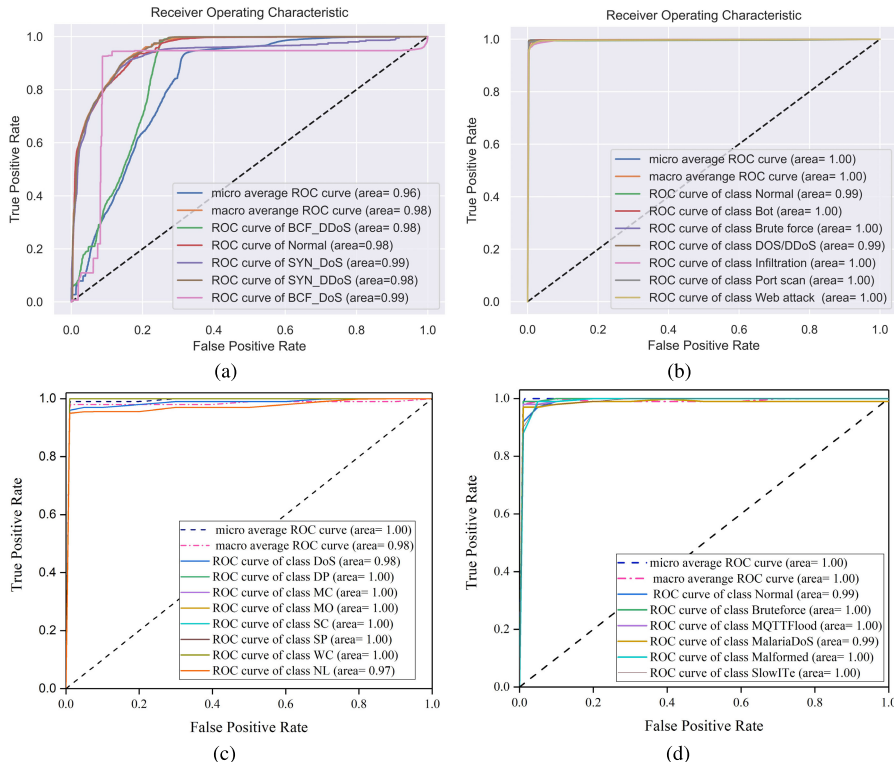 Receiver Operating Characteristic
True Positive Rate
1.0
0.8
0.6
0.4
0.2
0.0
micro average ROC curve (area= 0.96)
macro averange ROC curve (area= 0.98)
ROC curve of BCF_DDoS (area= 0.98)
ROC curve of Normal (area=0.98)
ROC curve of SYN_DoS (area=0.99)
ROC curve of SYN_DDoS (area=0.98)
ROC curve of BCF_DoS (area=0.99)
0.0 0.2 0.4 0.6 0.8 1.0
False Positive Rate
(a)
Receiver Operating Characteristic
True Positive Rate
1.0
0.8
0.6
0.4
0.2
0.0
micro average ROC curve (area= 1.00)
macro average ROC curve (area= 1.00)
ROC curve of class Normal (area= 0.99)
ROC curve of class Bot (area= 1.00)
ROC curve of class Brute force (area= 1.00)
ROC curve of class DOS/DDoS (area= 0.99)
ROC curve of class Infiltration (area= 1.00)
ROC curve of class Port scan (area= 1.00)
ROC curve of class Web attack (area= 1.00)
0.0 0.2 0.4 0.6 0.8 1.0
False Positive Rate
(b)
True Positive Rate
1.0
0.8
0.6
0.4
0.2
0.0
micro average ROC curve (area= 1.00)
macro average ROC curve (area= 0.98)
ROC curve of class DoS (area= 0.98)
ROC curve of class DP (area= 1.00)
ROC curve of class MC (area= 1.00)
ROC curve of class MO (area= 1.00)
ROC curve of class SC (area= 1.00)
ROC curve of class SP (area= 1.00)
ROC curve of class WC (area= 1.00)
ROC curve of class NL (area= 0.97)
0.0 0.2 0.4 0.6 0.8 1.0
False Positive Rate
(c)
True Positive Rate
1.0
0.8
0.6
0.4
0.2
0.0
micro average ROC curve (area= 1.00)
macro averange ROC curve (area= 1.00)
ROC curve of class Normal (area= 0.99)
ROC curve of class Bruteforce (area= 1.00)
ROC curve of class MQTTFlood (area= 1.00)
ROC curve of class MalariaDoS (area= 0.99)
ROC curve of class Malformed (area= 1.00)
ROC curve of class SlowITe (area= 1.00)
0.0 0.2 0.4 0.6 0.8 1.0
False Positive Rate
(d)